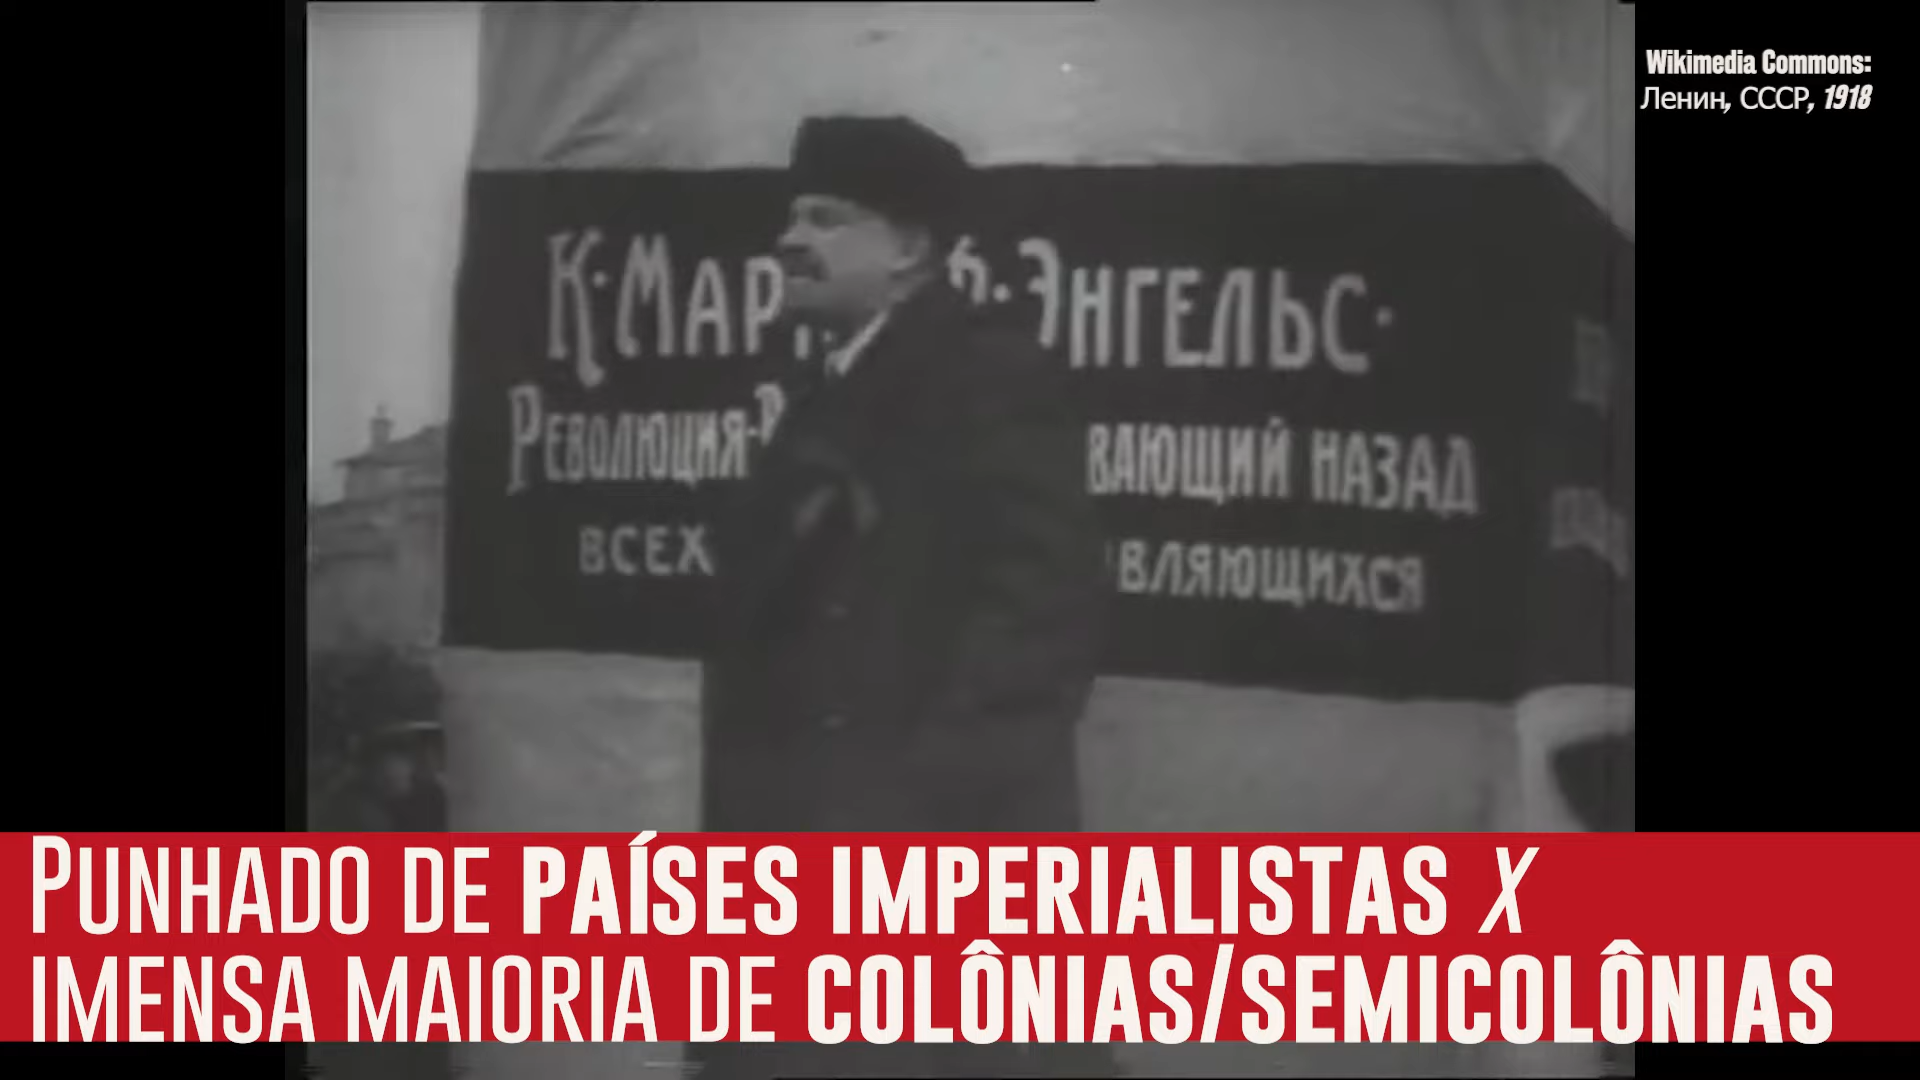 Wikimedia Commons:
Ленин, СССР, 1918
К. МАР Ф. ЭНГЕЛЬС.
РЕВОЛЮЦИЯ-В ВАЮЩИЙ НАЗАД
ВСЕХ ВЛЯЮЩИХСЯ
PUNHADO DE PAÍSES IMPERIALISTAS X
IMENSA MAIORIA DE COLÔNIAS/SEMICOLÔNIAS